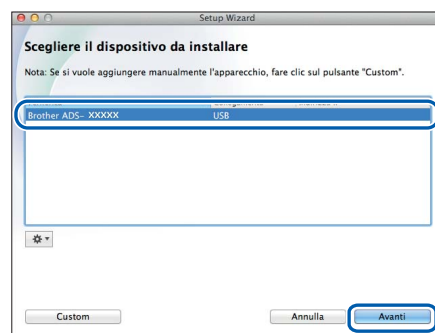 Setup Wizard
Scegliere il dispositivo da installare
Nota: Se si vuole aggiungere manualmente l'apparecchio, fare clic sul pulsante "Custom".
Brother ADS- XXXXX USB
Custom Annulla Avanti